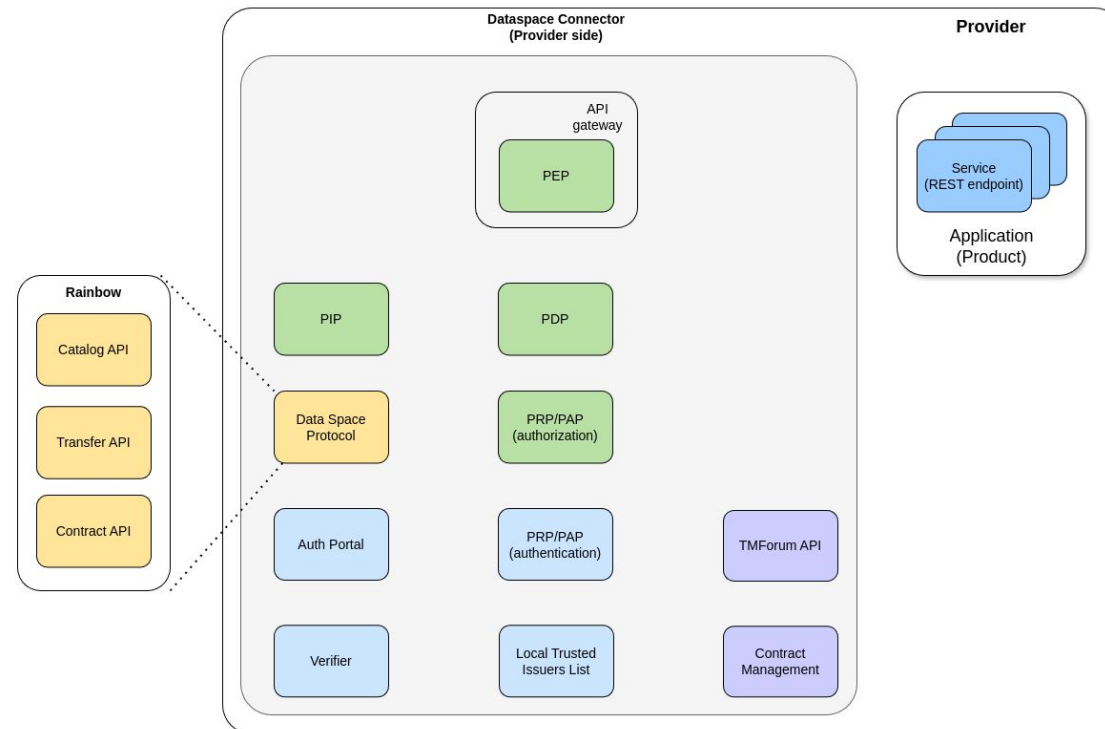 Dataspace Connector
(Provider side)
Provider
API
gateway
PEP
Service
(REST endpoint)
Application
(Product)
Rainbow
Catalog API
Transfer API
Contract API
PIP
PDP
Data Space
Protocol
PRP/PAP
(authorization)
Auth Portal
PRP/PAP
(authentication)
TMForum API
Verifier
Local Trusted
Issuers List
Contract
Management